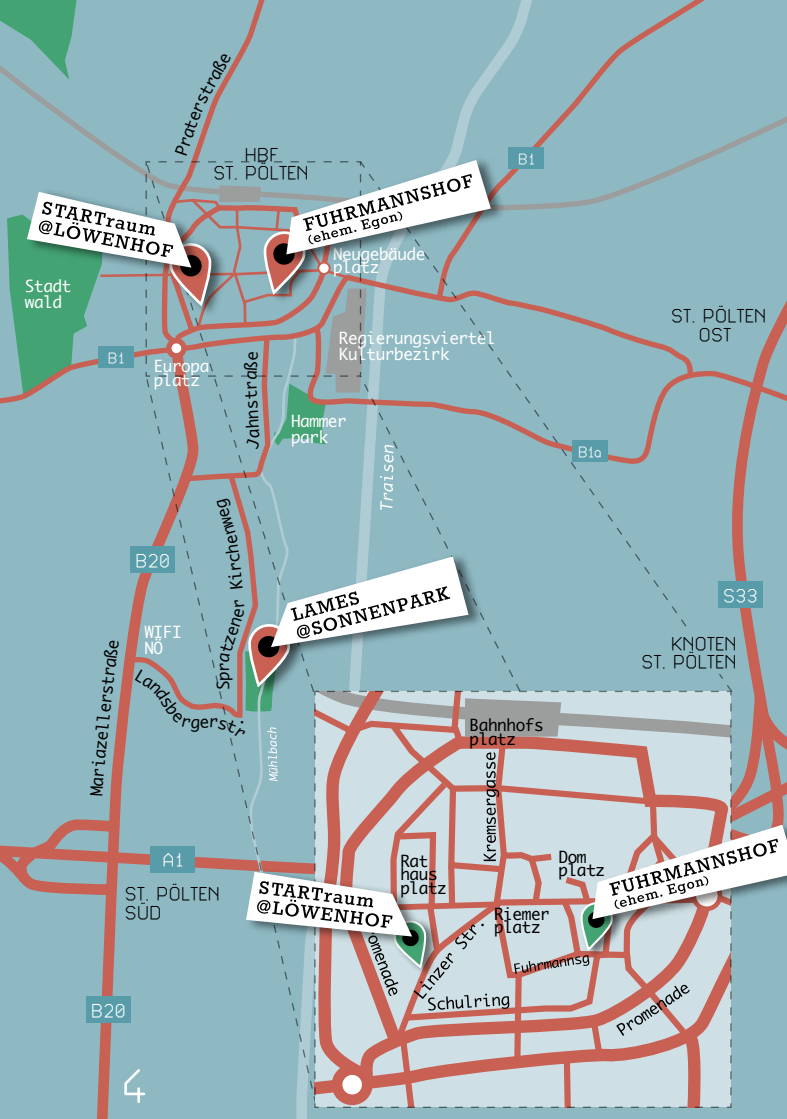 Praterstraße
HBF
ST. PÖLTEN
B1
STARTraum
@LÖWENHOF
FUHRMANNSHOF
(ehem. Egon)
Neugebäude
platz
Stadt
wald
ST. PÖLTEN
OST
Regierungsviertel
Kulturbezirk
B1
Europa
platz
Jahnstraße
Hammer
park
B1a
Traisen
Spratzener Kirchenweg
B20
LAMES
@SONNENPARK
S33
WIFI
NÖ
KNOTEN
ST. PÖLTEN
Landsbergerstr.
Mariazellerstraße
Mühlbach
Bahnhofs
platz
Kremsergasse
A1
Rat
haus
platz
Dom
platz
FUHRMANNSHOF
(ehem. Egon)
ST. PÖLTEN
SÜD
STARTraum
@LÖWENHOF
Riemer
platz
omenade
Linzer Str.
Fuhrmannsg
Schulring
Promenade
B20
4